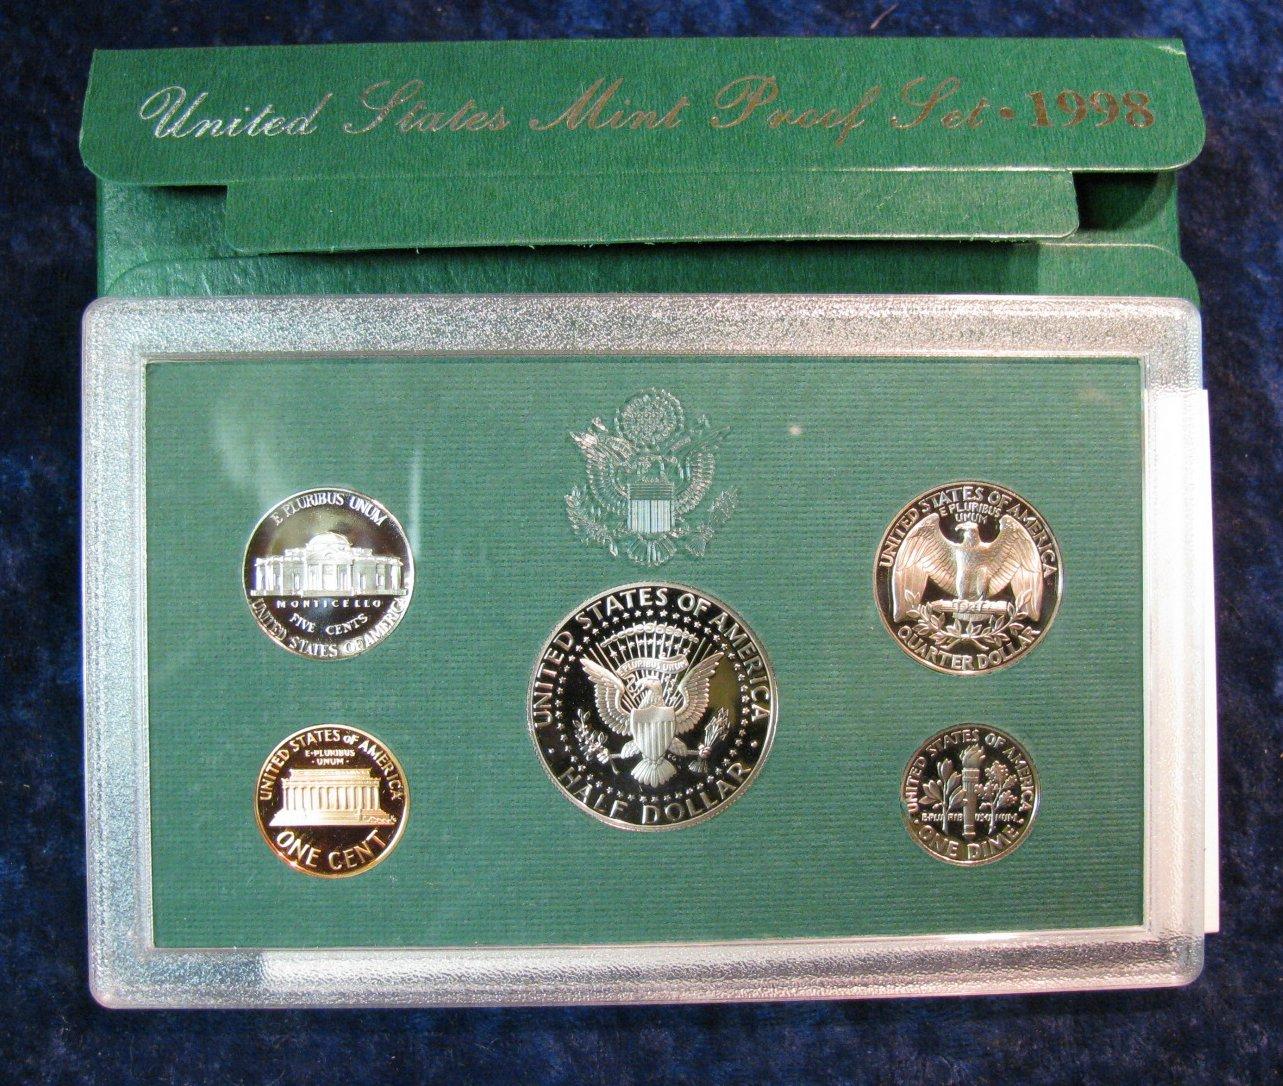 United States Mint Proof Set • 1998
E PLURIBUS UNUM
MONTICELLO
FIVE CENTS
UNITED STATES OF AMERICA
UNITED STATES OF AMERICA
E PLURIBUS
UNUM
QUARTER DOLLAR
UNITED STATES OF AMERICA
E PLURIBUS UNUM
HALF DOLLAR
UNITED STATES OF AMERICA
E·PLURIBUS
·UNUM·
ONE CENT
UNITED STATES OF AMERICA
E·PLURIBUS·UNUM·
ONE DIME